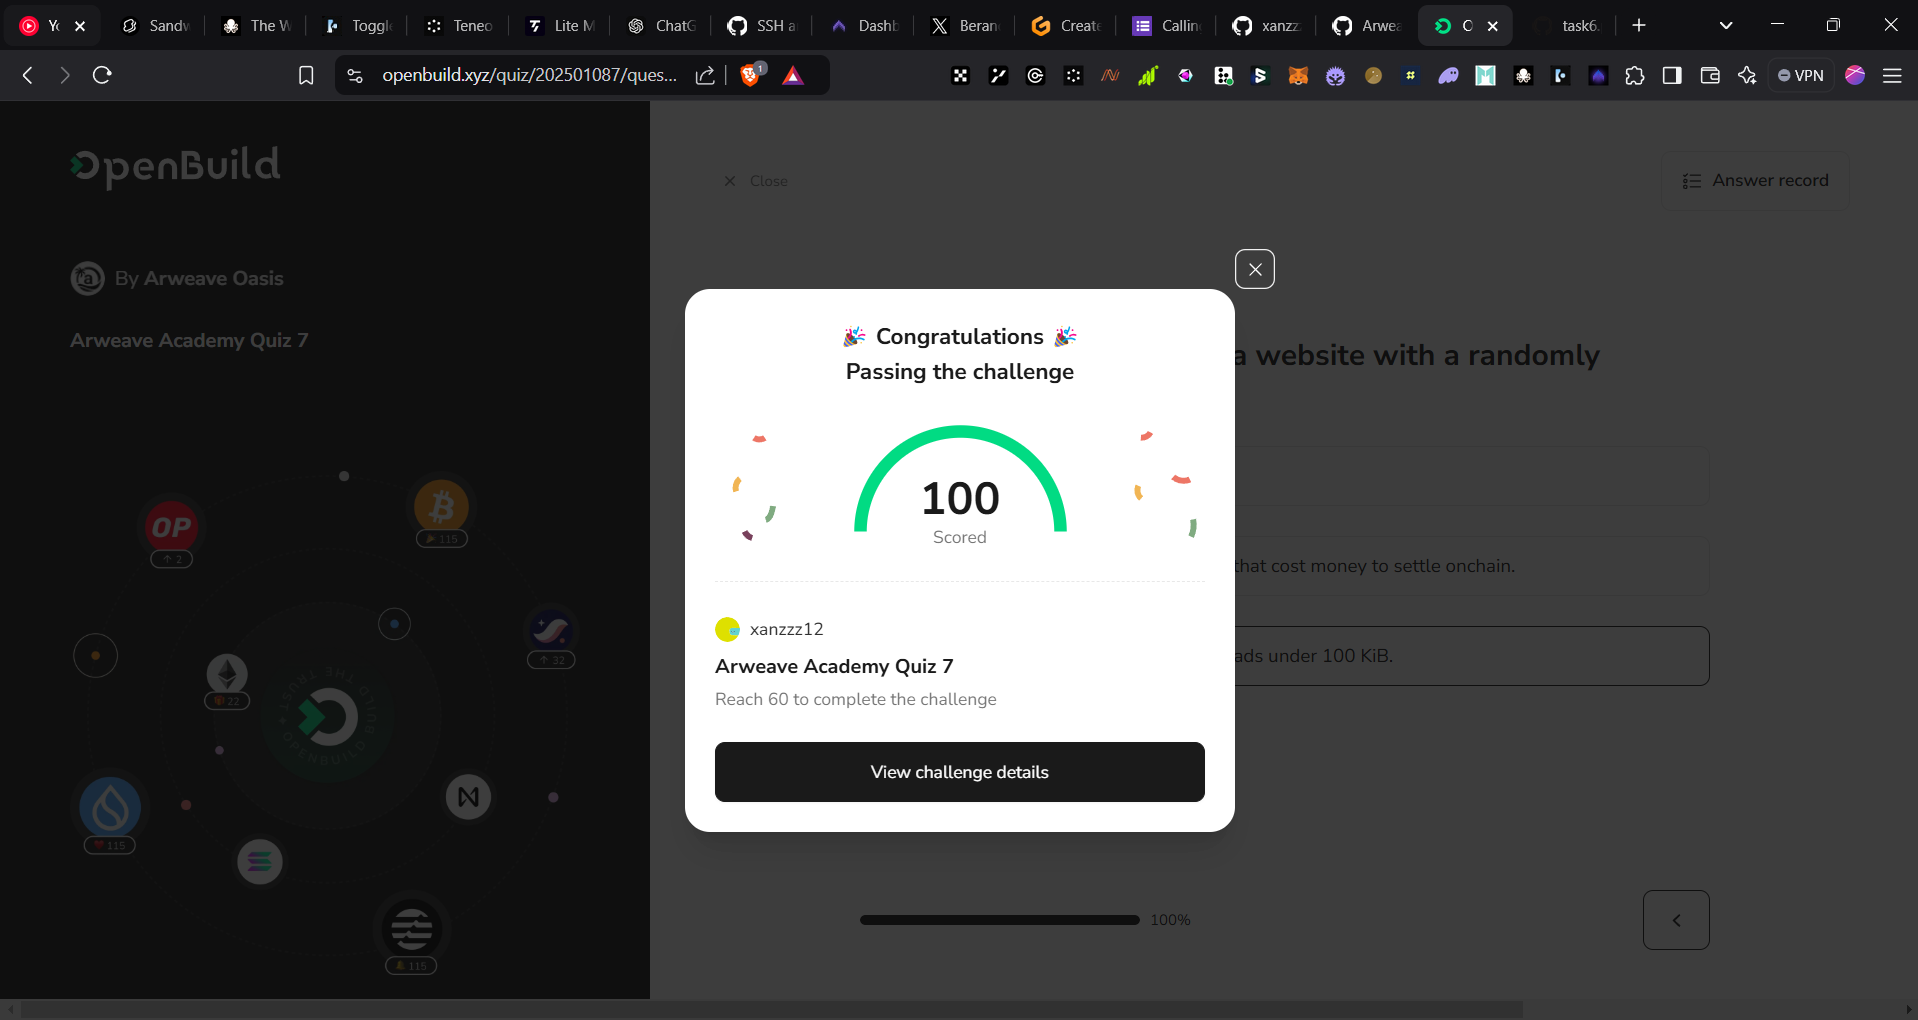 Sandw
The W
Toggle
Teneo
Lite M
ChatG
SSH a
Dashb
Beran
Create
Callin
xanzz
Arwea
task6.
openbuild.xyz/quiz/202501087/ques...
1
VPN
OpenBuild
By Arweave Oasis
Arweave Academy Quiz 7
OP
2
115
32
22
115
115
Close
Answer record
a website with a randomly
that cost money to settle onchain.
ads under 100 KiB.
Congratulations
Passing the challenge
100
Scored
xanzzz12
Arweave Academy Quiz 7
Reach 60 to complete the challenge
View challenge details
100%